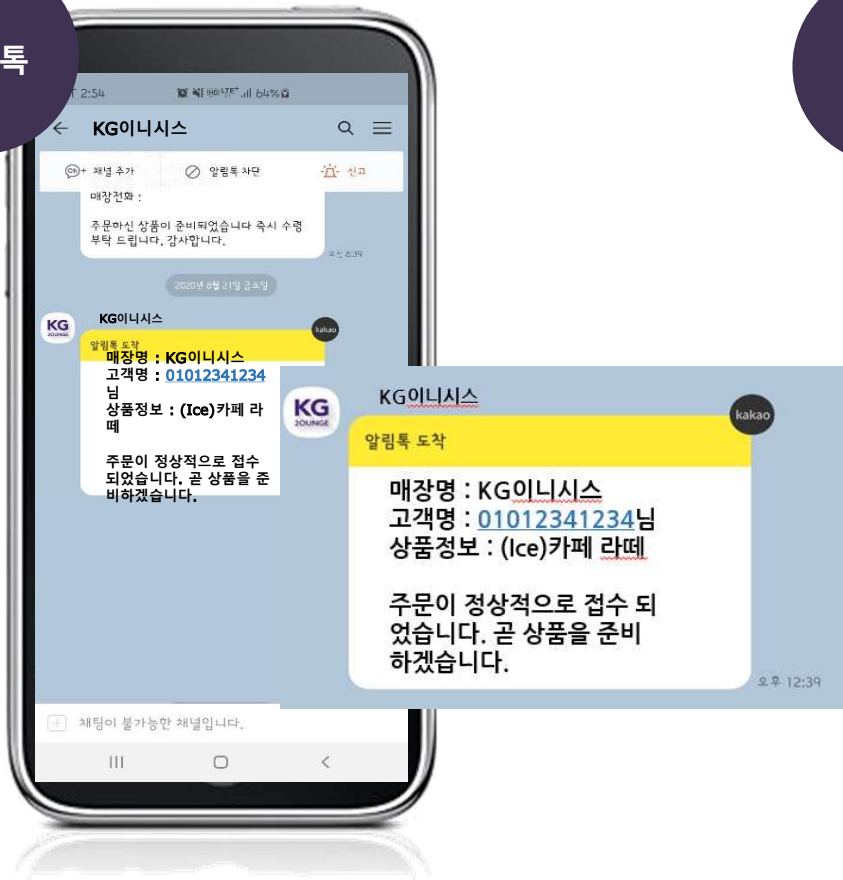 톡
2:54
64%
KG이니시스
채널 추가
알림톡 차단
신고
매장전화 :
주문하신 상품이 준비되었습니다 즉시 수령
부탁 드립니다. 감사합니다.
오전 8:39
2020년 8월 21일 금요일
KG이니시스
KG
2OUNGE
kakao
알림톡 도착
매장명 : KG이니시스
고객명 : 01012341234
님
상품정보 : (Ice)카페 라
떼
주문이 정상적으로 접수
되었습니다. 곧 상품을 준
비하겠습니다.
채팅이 불가능한 채널입니다.
KG이니시스
KG
2OUNGE
kakao
알림톡 도착
매장명 : KG이니시스
고객명 : 01012341234님
상품정보 : (Ice)카페 라떼
주문이 정상적으로 접수 되
었습니다. 곧 상품을 준비
하겠습니다.
오후 12:39